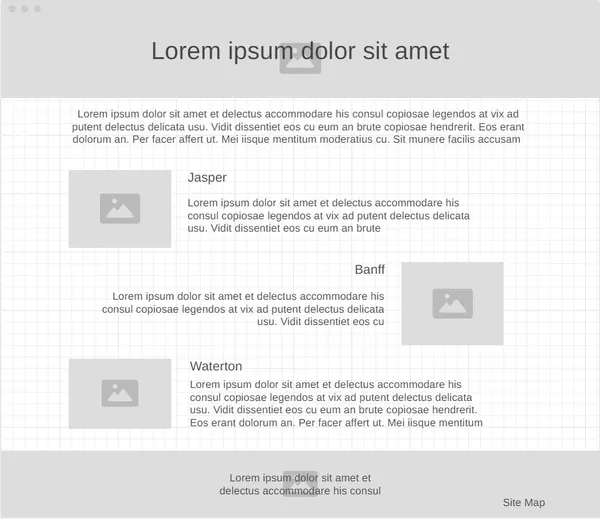 Lorem ipsum dolor sit amet
Lorem ipsum dolor sit amet et delectus accommodare his consul copiosae legendos at vix ad
putent delectus delicata usu. Vidit dissentiet eos cu eum an brute copiosae hendrerit. Eos erant
dolorum an. Per facer affert ut. Mei iisque mentitum moderatius cu. Sit munere facilis accusam
Jasper
Lorem ipsum dolor sit amet et delectus accommodare his
consul copiosae legendos at vix ad putent delectus delicata
usu. Vidit dissentiet eos cu eum an brute
Banff
Lorem ipsum dolor sit amet et delectus accommodare his
consul copiosae legendos at vix ad putent delectus delicata
usu. Vidit dissentiet eos cu
Waterton
Lorem ipsum dolor sit amet et delectus accommodare his
consul copiosae legendos at vix ad putent delectus delicata
usu. Vidit dissentiet eos cu eum an brute copiosae hendrerit.
Eos erant dolorum an. Per facer affert ut. Mei iisque mentitum
Lorem ipsum dolor sit amet et
delectus accommodare his consul
Site Map